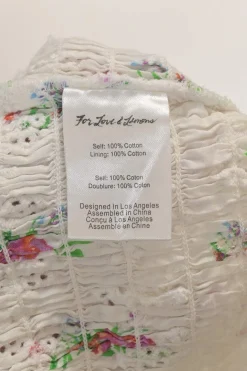 For Love & Lemons
Self: 100% Cotton
Lining: 100% Cotton
Self: 100% Coton
Doublure: 100% Coton
Designed In Los Angeles
Assembled in China
Conçu à Los Angeles
Assemblé en Chine